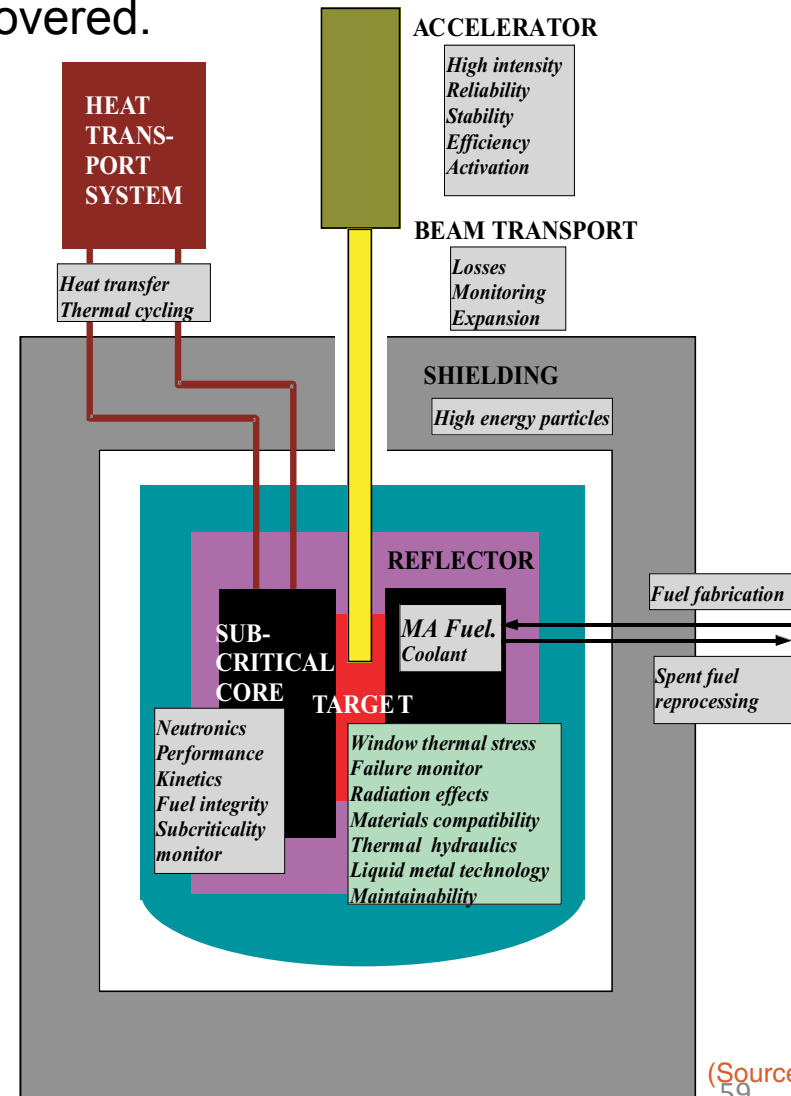 overed.
ACCELERATOR
High intensity
Reliability
Stability
Efficiency
Activation
HEAT
TRANS-
PORT
SYSTEM
BEAM TRANSPORT
Losses
Monitoring
Expansion
Heat transfer
Thermal cycling
SHIELDING
High energy particles
REFLECTOR
Fuel fabrication
MA Fuel.
Coolant
SUB-
CRITICAL
CORE
TARGET
Spent fuel
reprocessing
Neutronics
Performance
Kinetics
Fuel integrity
Subcriticality
monitor
Window thermal stress
Failure monitor
Radiation effects
Materials compatibility
Thermal hydraulics
Liquid metal technology
Maintainability
(Source
59